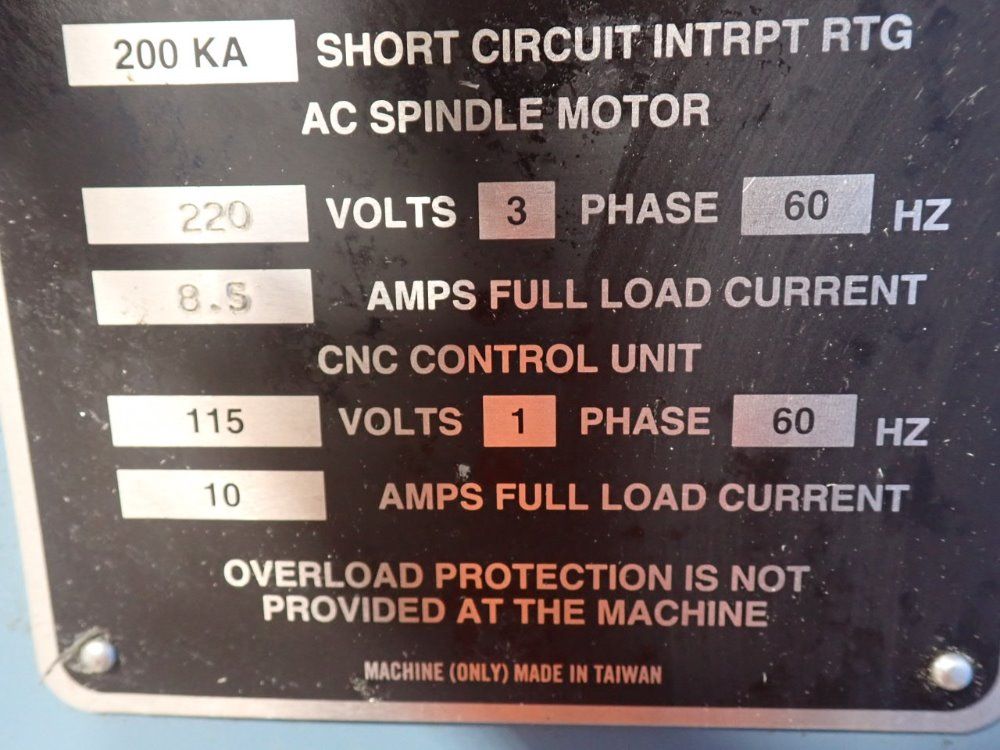 200 KA SHORT CIRCUIT INTRPT RTG
AC SPINDLE MOTOR
220 VOLTS 3 PHASE 60 HZ
8.5 AMPS FULL LOAD CURRENT
CNC CONTROL UNIT
115 VOLTS 1 PHASE 60 HZ
10 AMPS FULL LOAD CURRENT
OVERLOAD PROTECTION IS NOT
PROVIDED AT THE MACHINE
MACHINE (ONLY) MADE IN TAIWAN